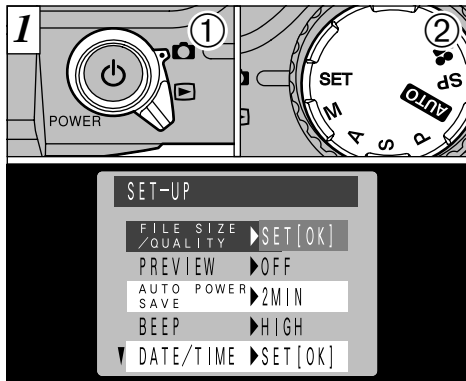 1
①
②
POWER
SET
M
A
S
P
AUTO
SP
SET-UP
FILE SIZE
/QUALITY ▶SET[OK]
PREVIEW ▶OFF
AUTO POWER
SAVE ▶2MIN
BEEP ▶HIGH
▼ DATE/TIME ▶SET[OK]